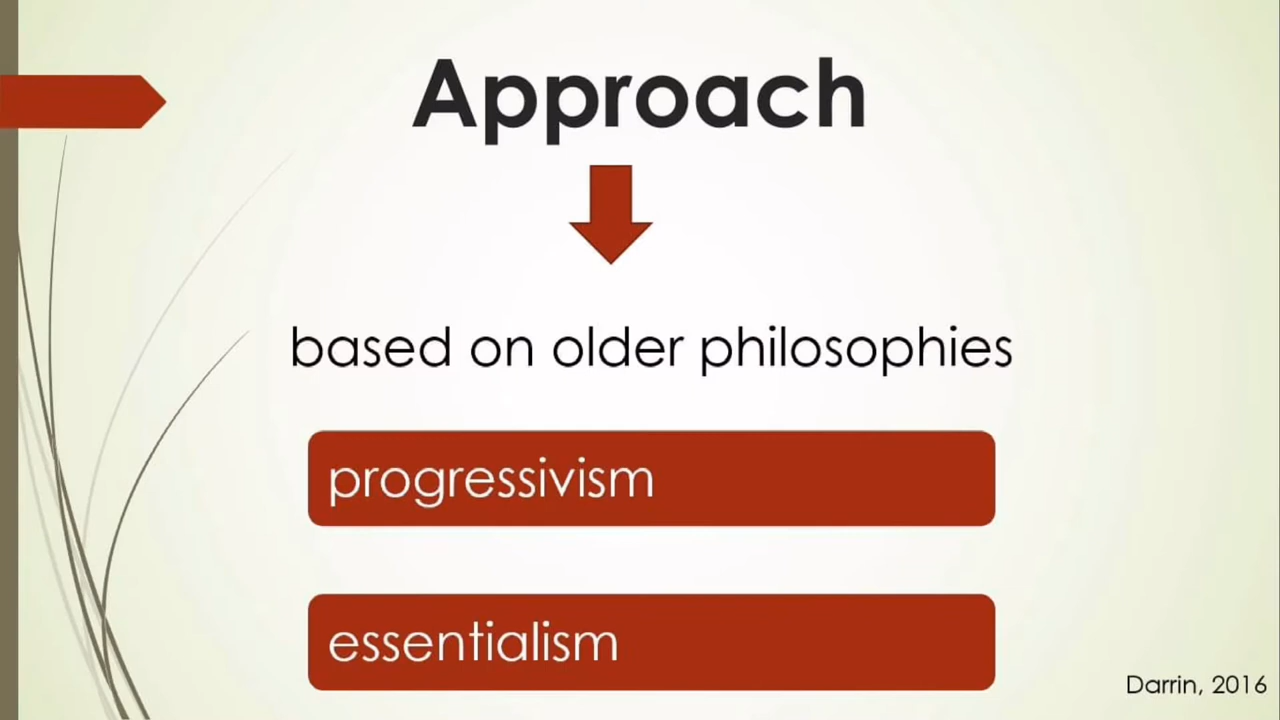 Approach
based on older philosophies
progressivism
essentialism
Darrin, 2016